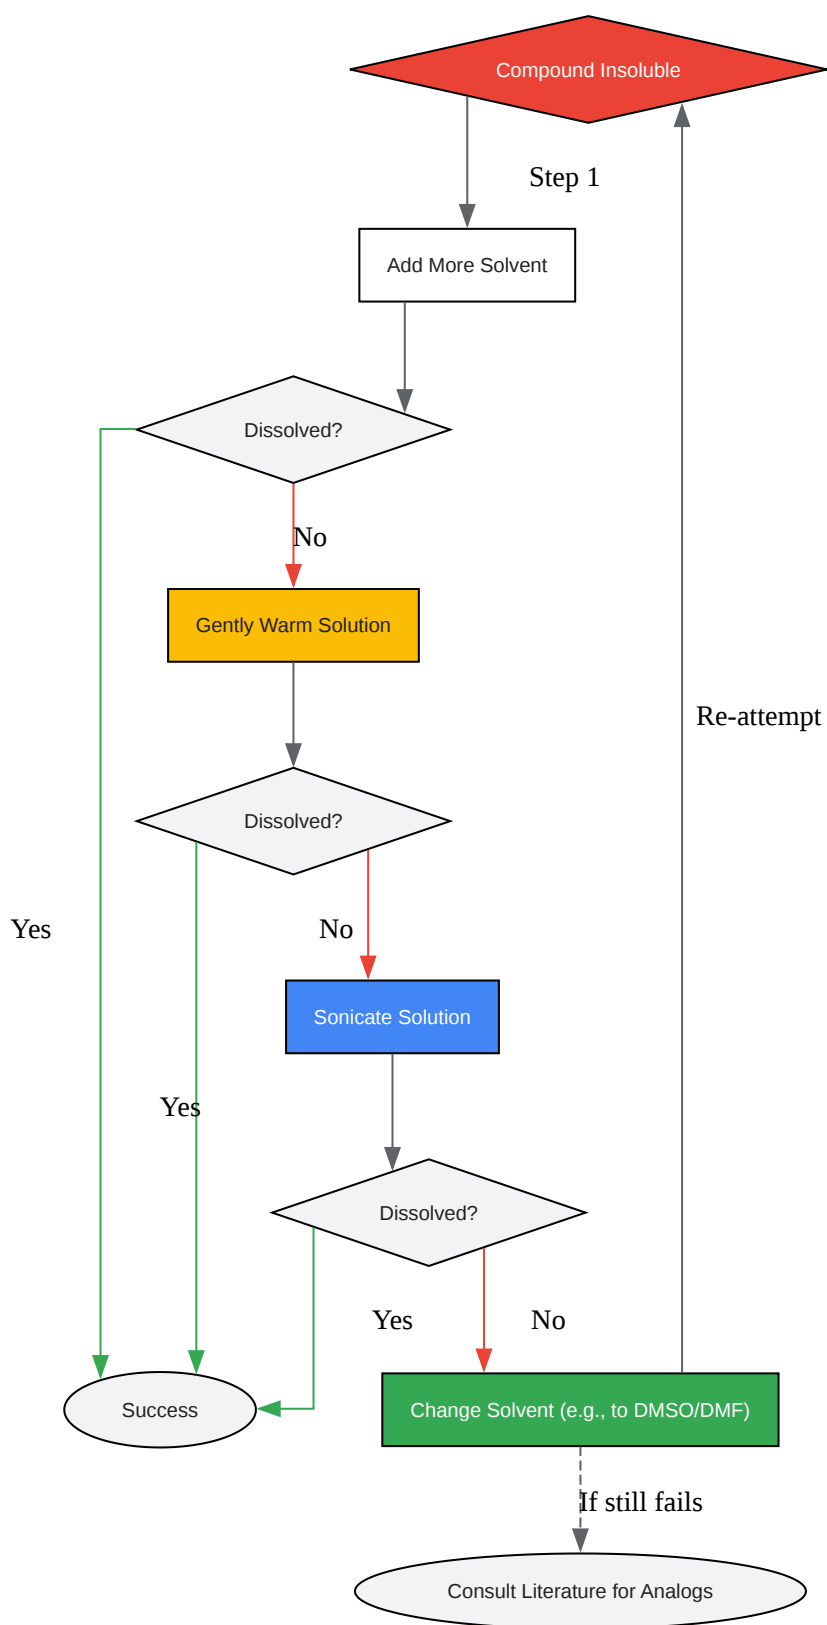 Compound Insoluble
Step 1
Add More Solvent
Dissolved?
No
Gently Warm Solution
Re-attempt
Dissolved?
Yes
No
Sonicate Solution
Yes
Dissolved?
Yes
No
Success
Change Solvent (e.g., to DMSO/DMF)
If still fails
Consult Literature for Analogs